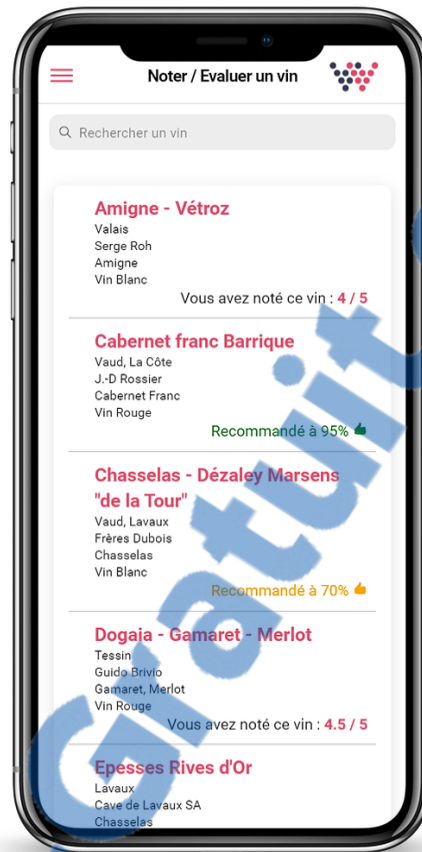 Noter / Evaluer un vin
Rechercher un vin
Amigne - Vétroz
Valais
Serge Roh
Amigne
Vin Blanc
Vous avez noté ce vin : 4 / 5
Cabernet franc Barrique
Vaud, La Côte
J.-D Rossier
Cabernet Franc
Vin Rouge
Recommandé à 95%
Chasselas - Dézaley Marsens
"de la Tour"
Vaud, Lavaux
Frères Dubois
Chasselas
Vin Blanc
Recommandé à 70%
Dogaia - Gamaret - Merlot
Tessin
Guido Brivio
Gamaret, Merlot
Vin Rouge
Vous avez noté ce vin : 4.5 / 5
Epesses Rives d'Or
Lavaux
Cave de Lavaux SA
Chasselas
Gratuit